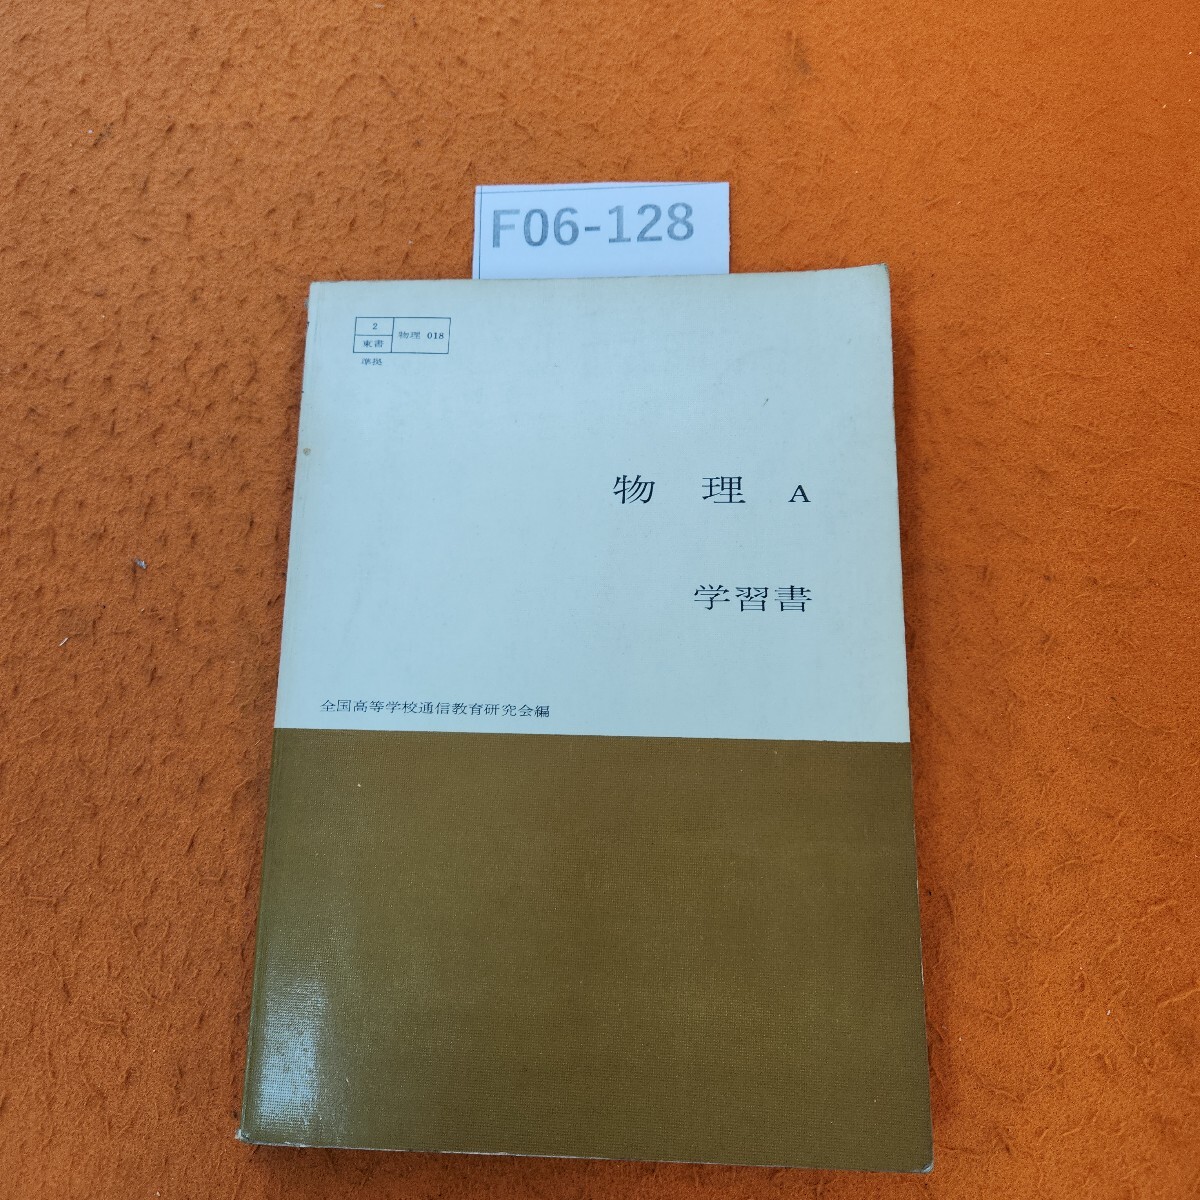 F06-128
2
東書
物理 018
準拠
物理 A
学習書
全国高等学校通信教育研究会編